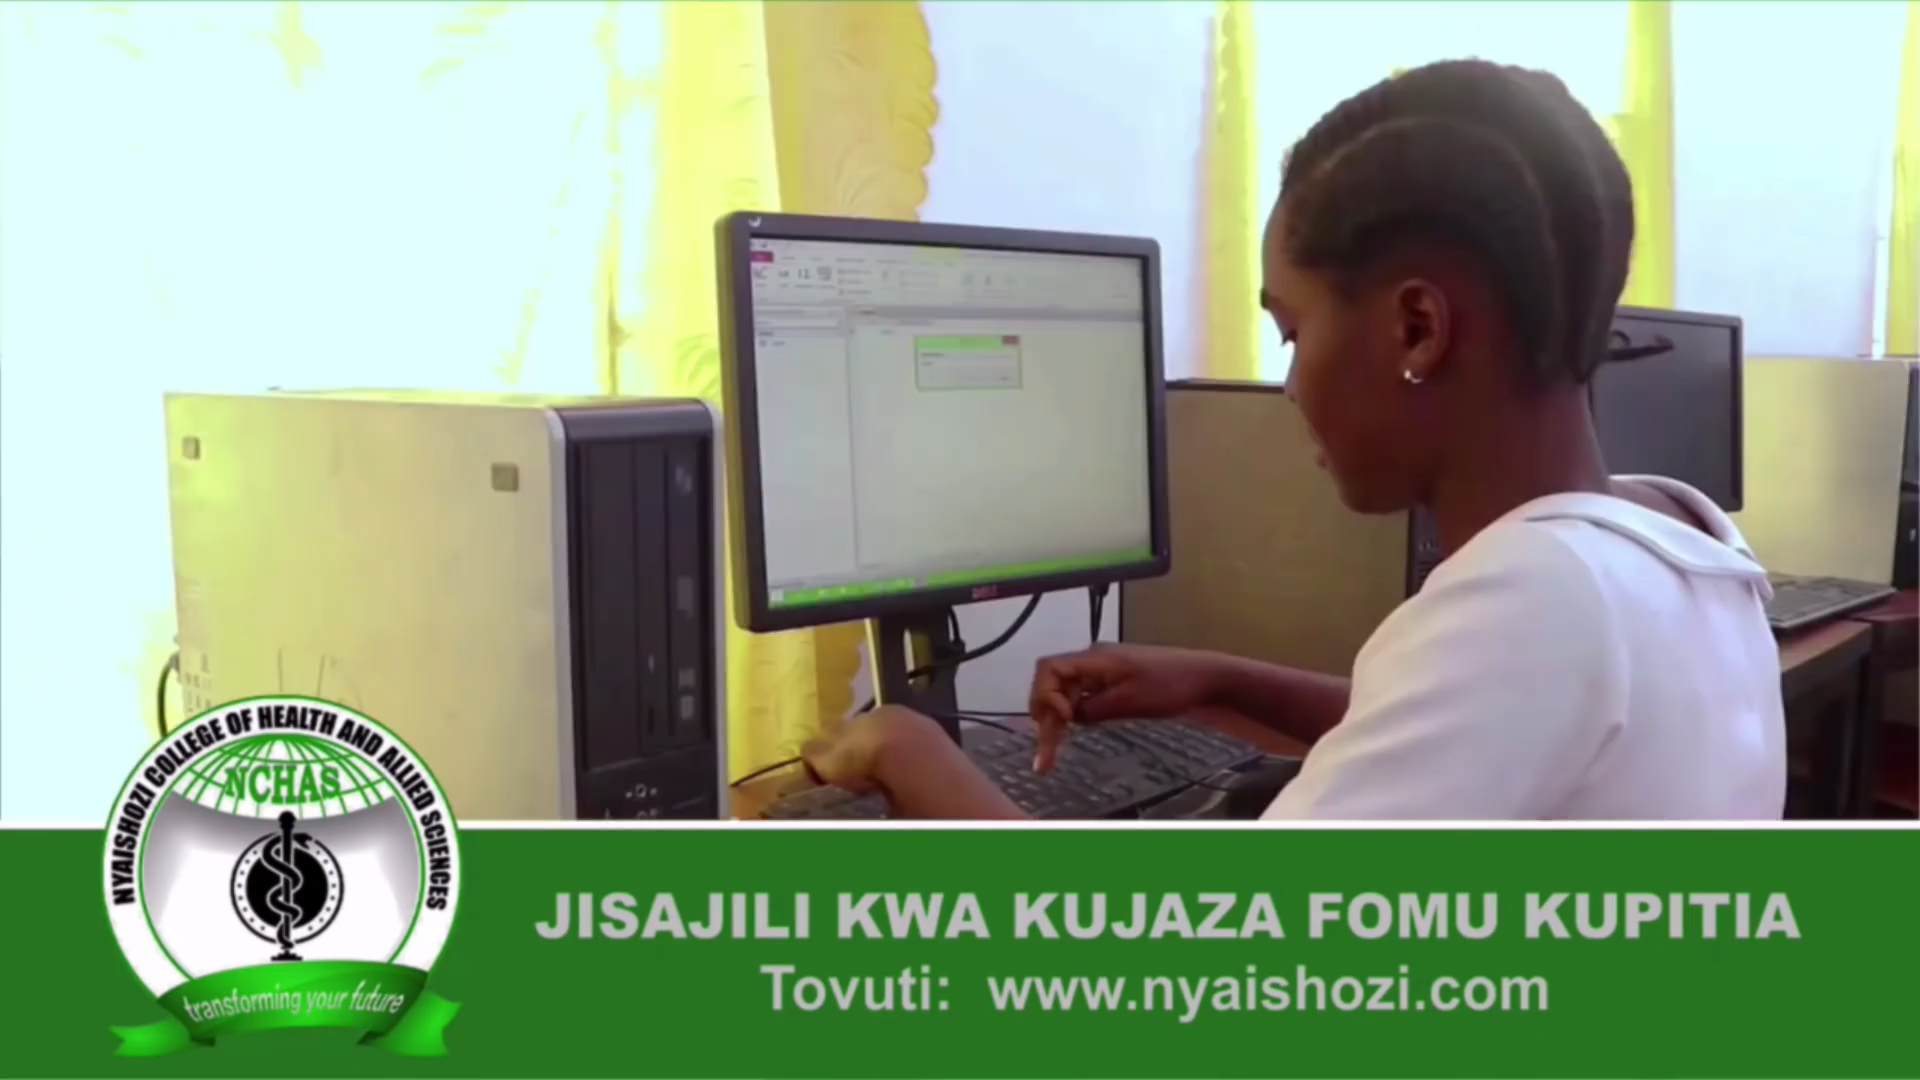 NYAISHOZI COLLEGE OF HEALTH AND ALLIED SCIENCES
NCHAS
transforming your future
JISAJILI KWA KUJAZA FOMU KUPITIA
Tovuti: www.nyaishozi.com
DELL